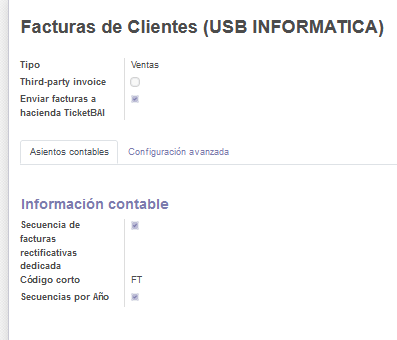 Facturas de Clientes (USB INFORMATICA)
Tipo Ventas
Third-party invoice
Enviar facturas a
hacienda TicketBAI
Asientos contables Configuración avanzada
Información contable
Secuencia de
facturas
rectificativas
dedicada
Código corto FT
Secuencias por Año